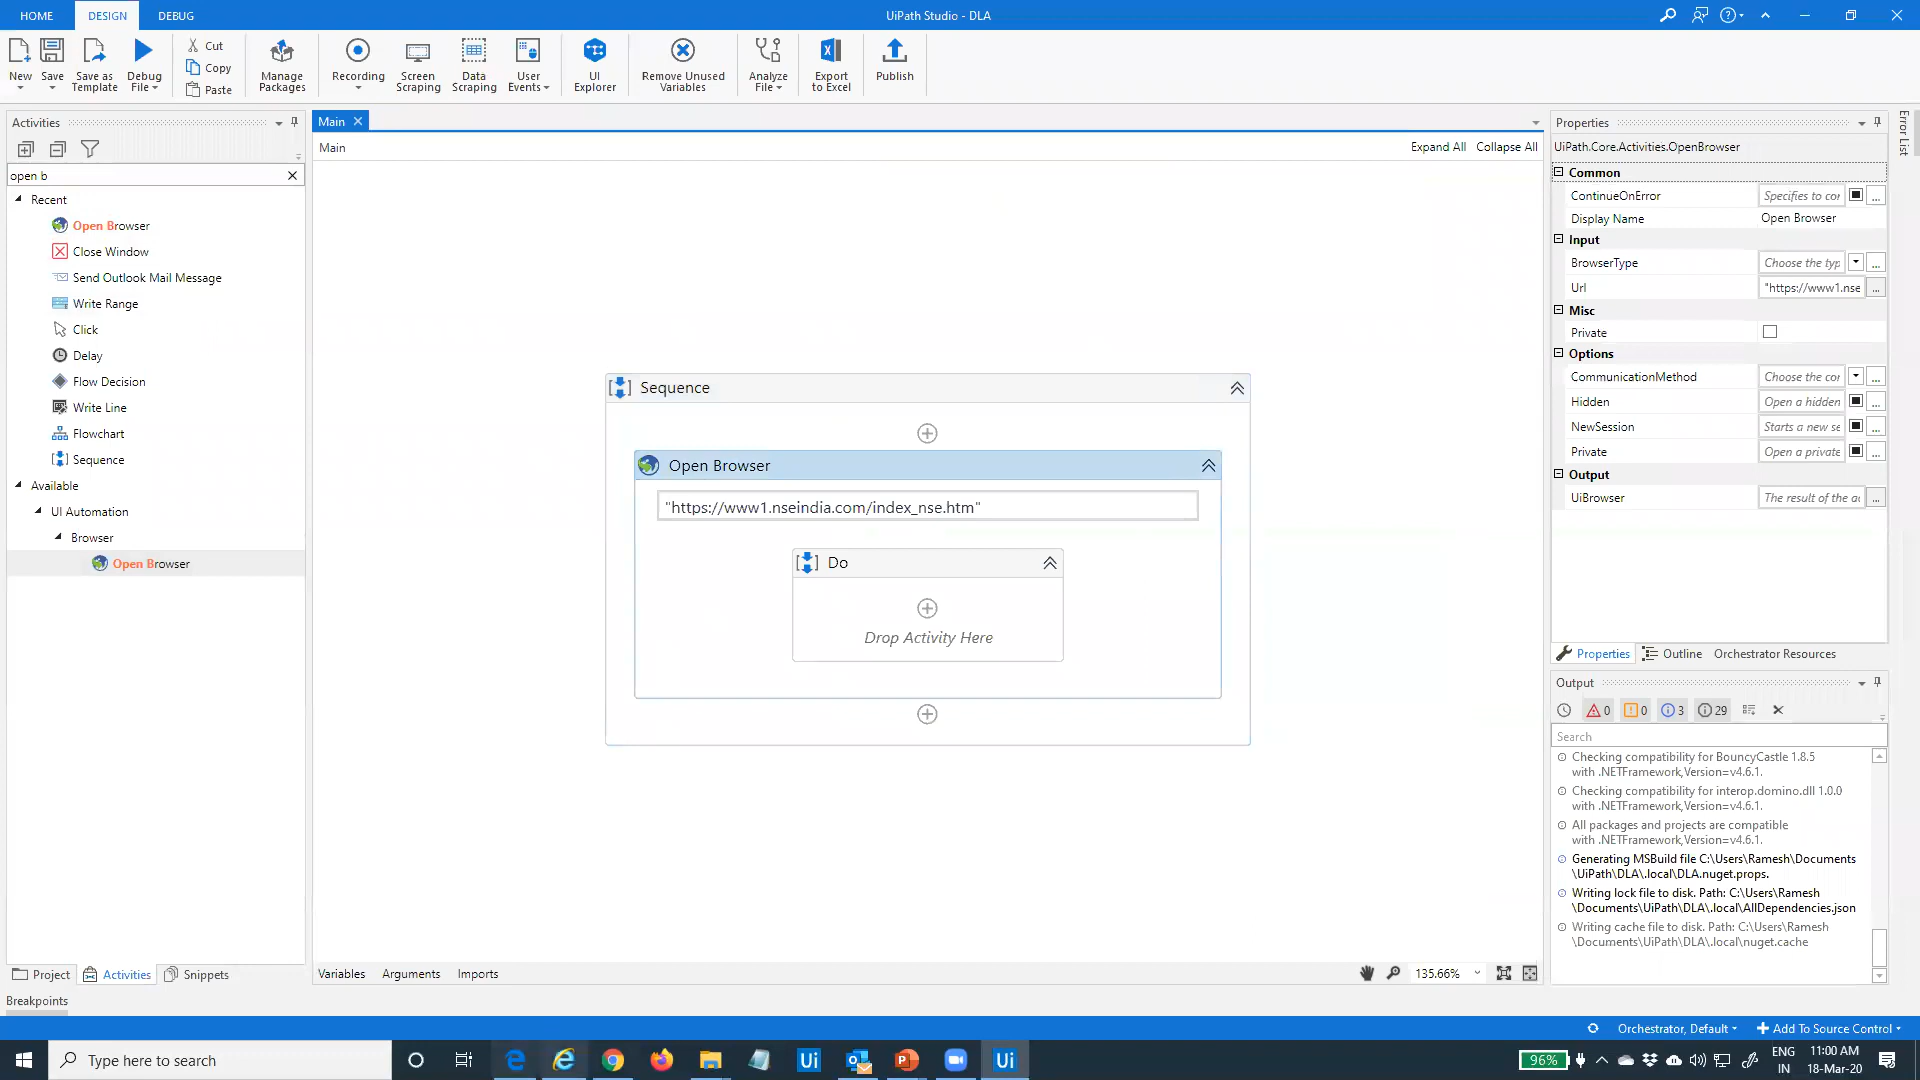 HOME
DESIGN
DEBUG
UiPath Studio - DLA
New
Save
Save as
Template
Debug
File
Cut
Copy
Paste
Manage
Packages
Recording
Screen
Scraping
Data
Scraping
User
Events
UI
Explorer
Remove Unused
Variables
Analyze
File
Export
to Excel
Publish
Activities
open b
Recent
Open Browser
Close Window
Send Outlook Mail Message
Write Range
Click
Delay
Flow Decision
Write Line
Flowchart
Sequence
Available
UI Automation
Browser
Open Browser
Project
Activities
Snippets
Breakpoints
Main
Main
Expand All
Collapse All
Sequence
Open Browser
"https://www1.nseindia.com/index_nse.htm"
Do
Drop Activity Here
Variables
Arguments
Imports
135.66%
Properties
UiPath.Core.Activities.OpenBrowser
Common
ContinueOnError
Specifies to cor
Display Name
Open Browser
Input
BrowserType
Choose the typ
Url
"https://www1.nse
Misc
Private
Options
CommunicationMethod
Choose the cor
Hidden
Open a hidden
NewSession
Starts a new se
Private
Open a private
Output
UiBrowser
The result of the ac
Properties
Outline
Orchestrator Resources
Error List
Output
0
0
3
29
Search
Checking compatibility for BouncyCastle 1.8.5
with .NETFramework,Version=v4.6.1.
Checking compatibility for interop.domino.dll 1.0.0
with .NETFramework,Version=v4.6.1.
All packages and projects are compatible
with .NETFramework,Version=v4.6.1.
Generating MSBuild file C:\Users\Ramesh\Documents
\UiPath\DLA\.local\DLA.nuget.props.
Writing lock file to disk. Path: C:\Users\Ramesh
\Documents\UiPath\DLA\.local\AllDependencies.json
Writing cache file to disk. Path: C:\Users\Ramesh
\Documents\UiPath\DLA\.local\nuget.cache
Orchestrator, Default
Add To Source Control
Type here to search
Ui
Ui
96%
ENG
IN
11:00 AM
18-Mar-20